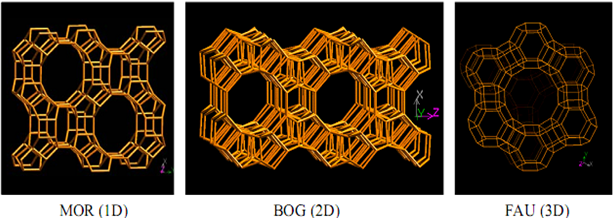 X
Y Z
MOR (1D) BOG (2D) FAU (3D)